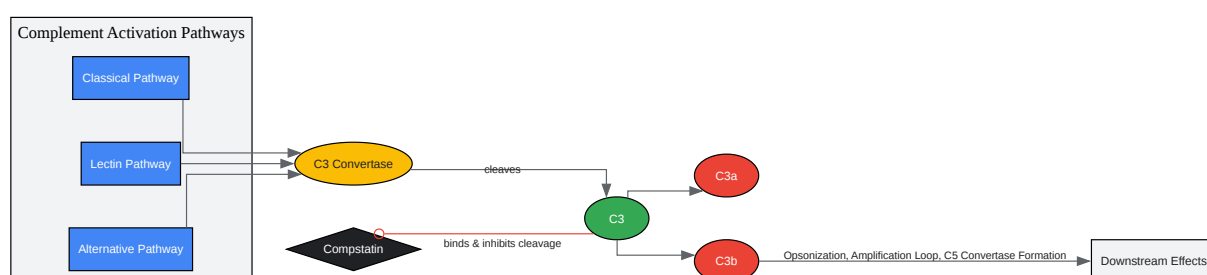 Complement Activation Pathways
Classical Pathway
Lectin Pathway
Alternative Pathway
C3 Convertase
cleaves
Compstatin
binds & inhibits cleavage
C3
C3a
C3b
Opsonization, Amplification Loop, C5 Convertase Formation
Downstream Effects